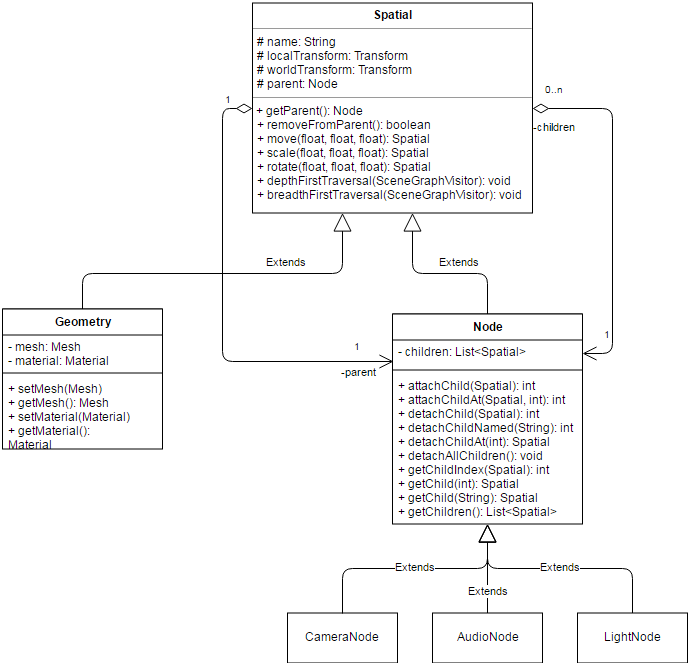 Spatial
# name: String
# localTransform: Transform
# worldTransform: Transform
# parent: Node
+ getParent(): Node
+ removeFromParent(): boolean
+ move(float, float, float): Spatial
+ scale(float, float, float): Spatial
+ rotate(float, float, float): Spatial
+ depthFirstTraversal(SceneGraphVisitor): void
+ breadthFirstTraversal(SceneGraphVisitor): void
1
0..n
-children
Extends
Extends
Geometry
- mesh: Mesh
- material: Material
+ setMesh(Mesh)
+ getMesh(): Mesh
+ setMaterial(Material)
+ getMaterial():
Material
1
-parent
1
Node
- children: List<Spatial>
+ attachChild(Spatial): int
+ attachChildAt(Spatial, int): int
+ detachChild(Spatial): int
+ detachChildNamed(String): int
+ detachChildAt(int): Spatial
+ detachAllChildren(): void
+ getChildIndex(Spatial): int
+ getChild(int): Spatial
+ getChild(String): Spatial
+ getChildren(): List<Spatial>
Extends
Extends
Extends
CameraNode
AudioNode
LightNode